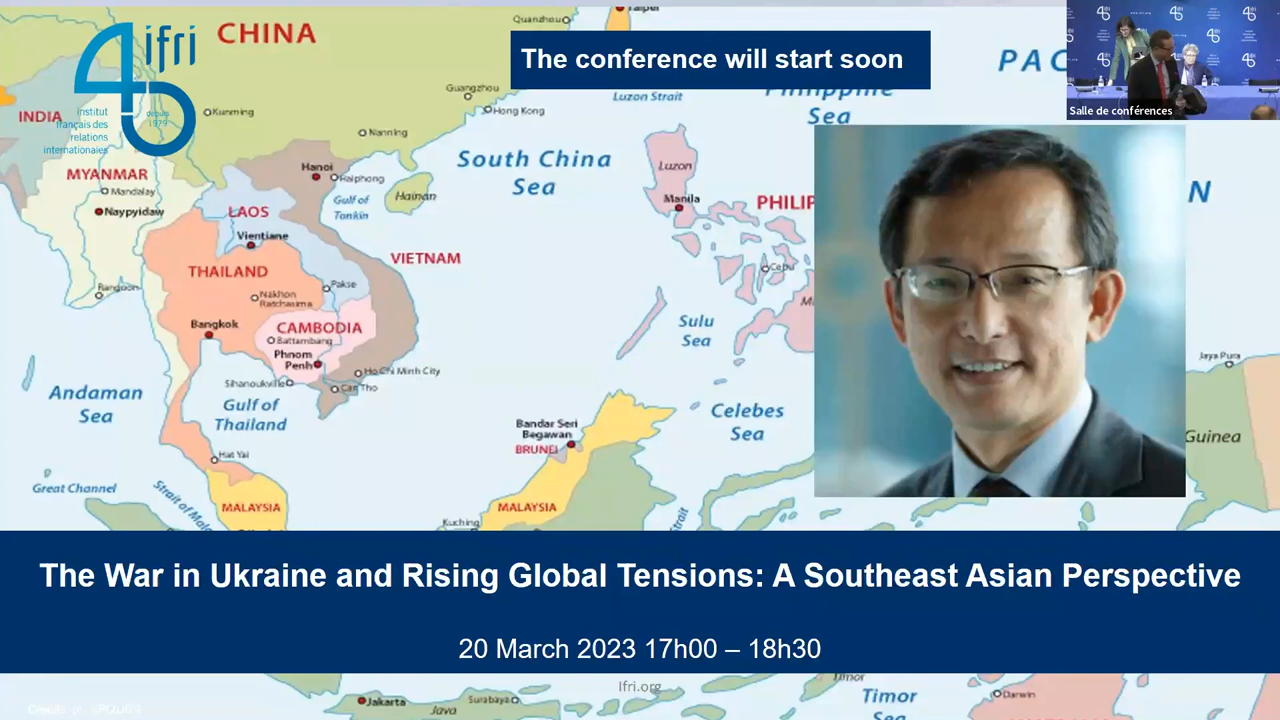 ifri
depuis
1979
institut
français des
relations
internationales
CHINA
The conference will start soon
Salle de conférences
Quanzhou
Taipei
Guangzhou
Luzon Strait
Philippine
Sea
INDIA
Kunming
Hong Kong
Nanning
South China
Sea
Luzon
MYANMAR
Mandalay
Naypyidaw
Hanoi
Haiphong
Gulf of
Tonkin
Hainan
Manila
LAOS
Vientiane
VIETNAM
THAILAND
Pakse
Nakhon
Ratchasima
Rangoon
Cebu
Bangkok
CAMBODIA
Battambang
Phnom
Penh
Sulu
Sea
Ho Chi Minh City
Can Tho
Sihanoukville
Jaya Pura
Andaman
Sea
Gulf of
Thailand
Bandar Seri
Begawan
BRUNEI
Celebes
Sea
Guinea
Hat Yai
Great Channel
MALAYSIA
MALAYSIA
Kuching
The War in Ukraine and Rising Global Tensions: A Southeast Asian Perspective
20 March 2023 17h00 – 18h30
Ifri.org
Jakarta
Java
Surabaya
Timor
Timor
Sea
Darwin